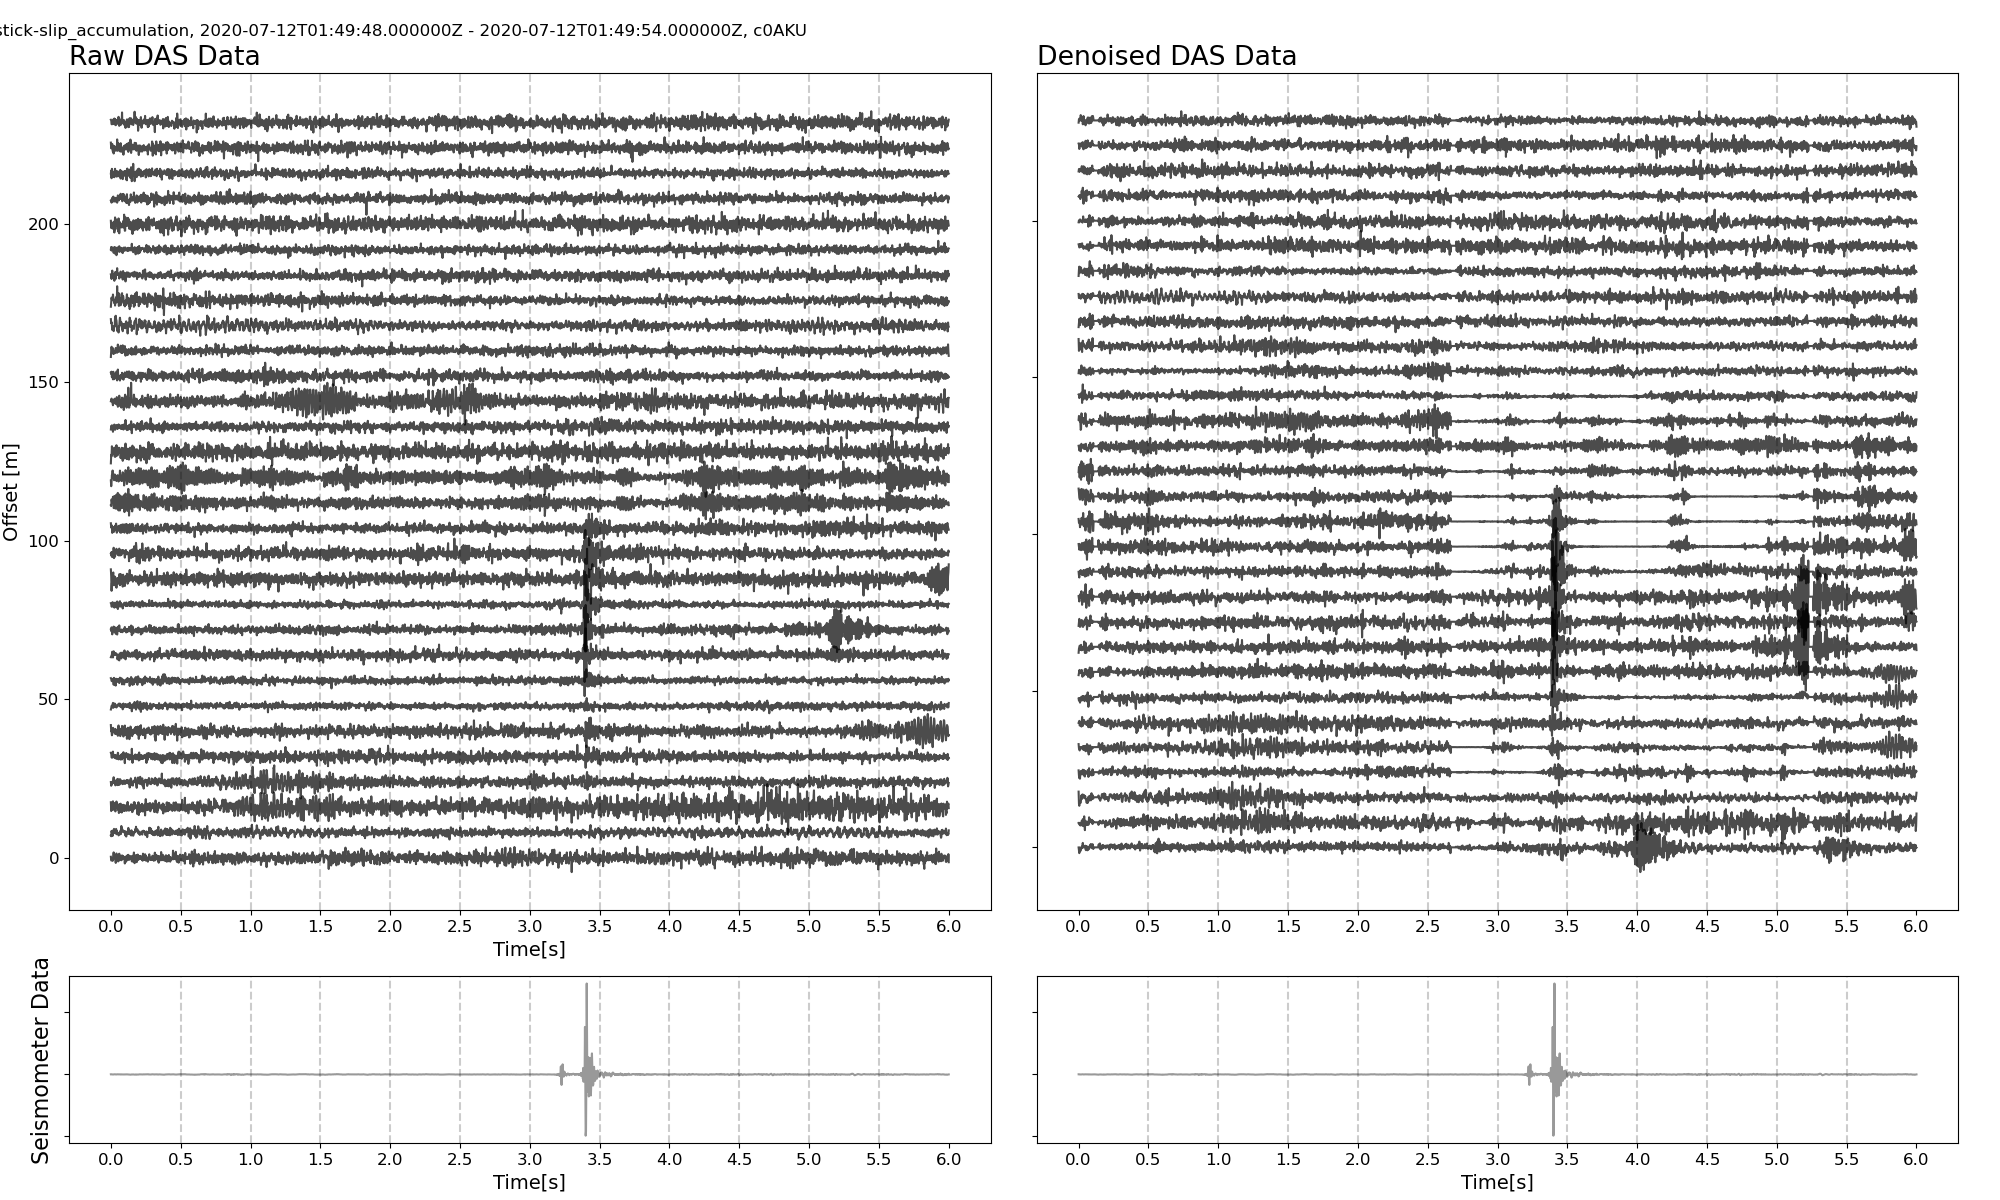 stick-slip_accumulation, 2020-07-12T01:49:48.000000Z - 2020-07-12T01:49:54.000000Z, c0AKU
Raw DAS Data
Denoised DAS Data
Offset [m]
200
150
100
50
0
0.0 0.5 1.0 1.5 2.0 2.5 3.0 3.5 4.0 4.5 5.0 5.5 6.0
Time[s]
0.0 0.5 1.0 1.5 2.0 2.5 3.0 3.5 4.0 4.5 5.0 5.5 6.0
Seismometer Data
0.0 0.5 1.0 1.5 2.0 2.5 3.0 3.5 4.0 4.5 5.0 5.5 6.0
Time[s]
0.0 0.5 1.0 1.5 2.0 2.5 3.0 3.5 4.0 4.5 5.0 5.5 6.0
Time[s]